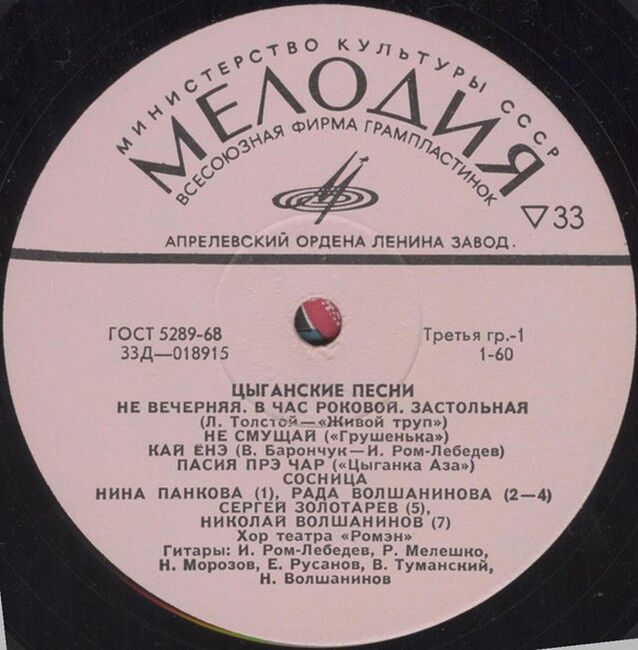 МИНИСТЕРСТВО КУЛЬТУРЫ СССР
МЕЛОДИЯ
ВСЕСОЮЗНАЯ ФИРМА ГРАМПЛАСТИНОК
▽33
АПРЕЛЕВСКИЙ ОРДЕНА ЛЕНИНА ЗАВОД.
ГОСТ 5289-68 Третья гр.-1
33Д—018915 1-60
ЦЫГАНСКИЕ ПЕСНИ
НЕ ВЕЧЕРНЯЯ. В ЧАС РОКОВОЙ. ЗАСТОЛЬНАЯ
(Л. Толстой—«Живой труп»)
НЕ СМУЩАЙ («Грушенька»)
КАЙ ЁНЭ (В. Барончук—И. Ром-Лебедев)
ПАСИЯ ПРЭ ЧАР («Цыганка Аза»)
СОСНИЦА
НИНА ПАНКОВА (1), РАДА ВОЛШАНИНОВА (2—4)
СЕРГЕЙ ЗОЛОТАРЕВ (5),
НИКОЛАЙ ВОЛШАНИНОВ (7)
Хор театра «Ромэн»
Гитары: И. Ром-Лебедев, Р. Мелешко,
Н. Морозов, Е. Русанов, В. Туманский,
Н. Волшанинов